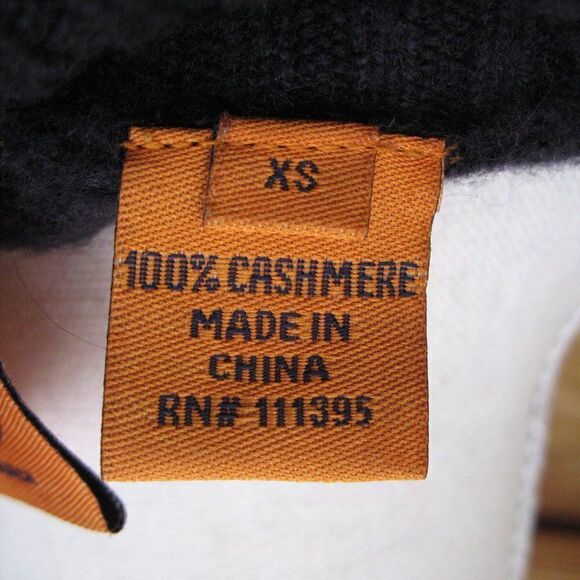 XS
100% CASHMERE
MADE IN
CHINA
RN# 111395